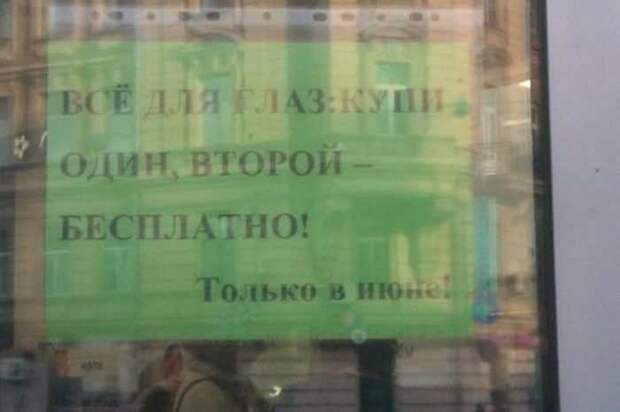 ВСЁ ДЛЯ ГЛАЗ:КУПИ
ОДИН, ВТОРОЙ –
БЕСПЛАТНО!
Только в июне!